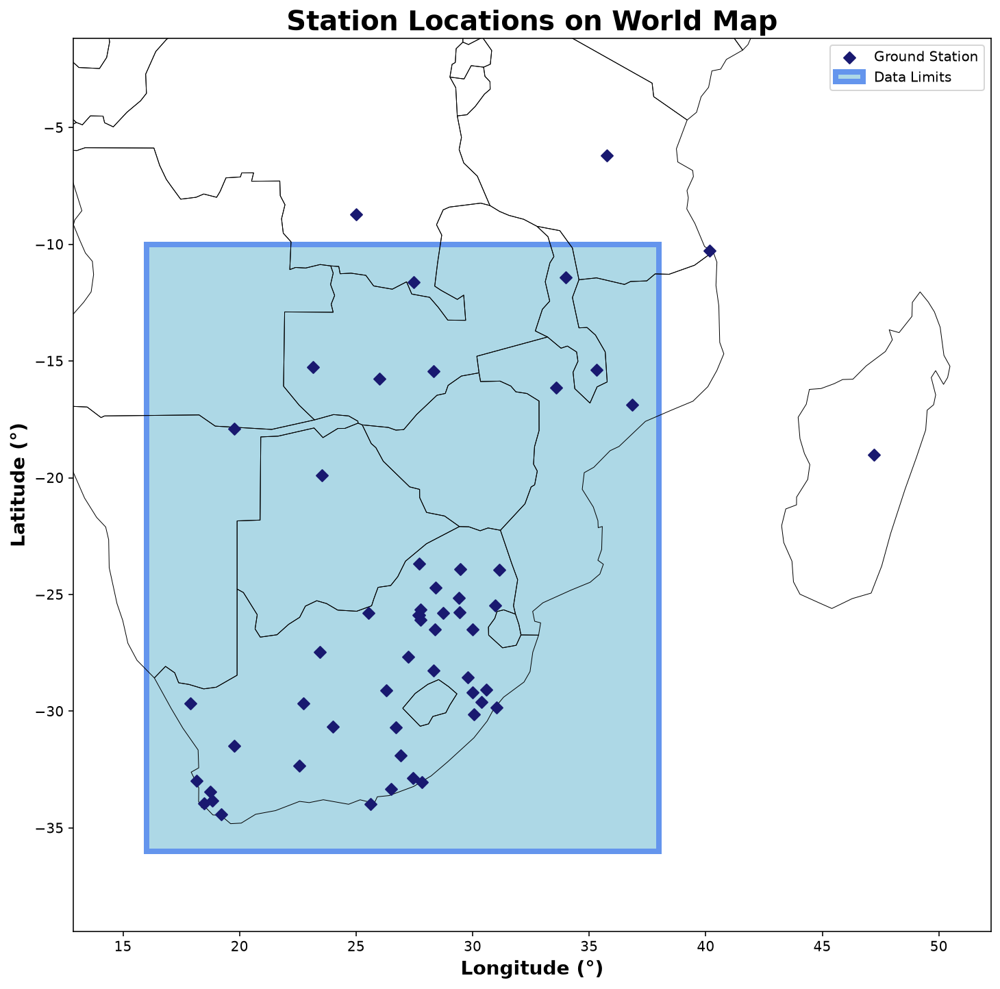 Station Locations on World Map
Ground Station
Data Limits
−5
−10
−15
−20
−25
−30
−35
Latitude (°)
15 20 25 30 35 40 45 50
Longitude (°)